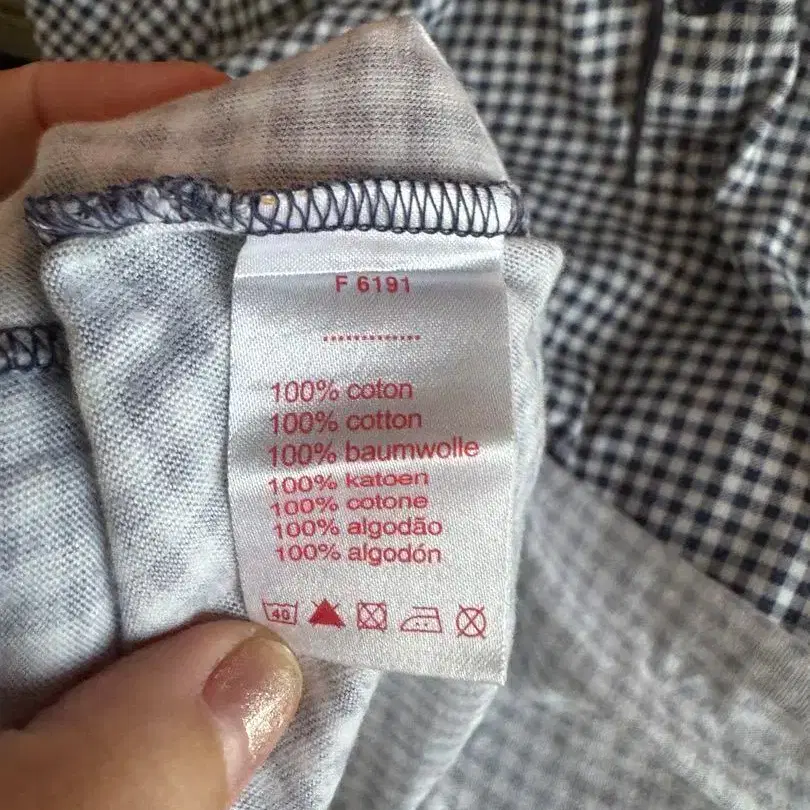 F 6191
100% coton
100% cotton
100% baumwolle
100% katoen
100% cotone
100% algodão
100% algodón
40